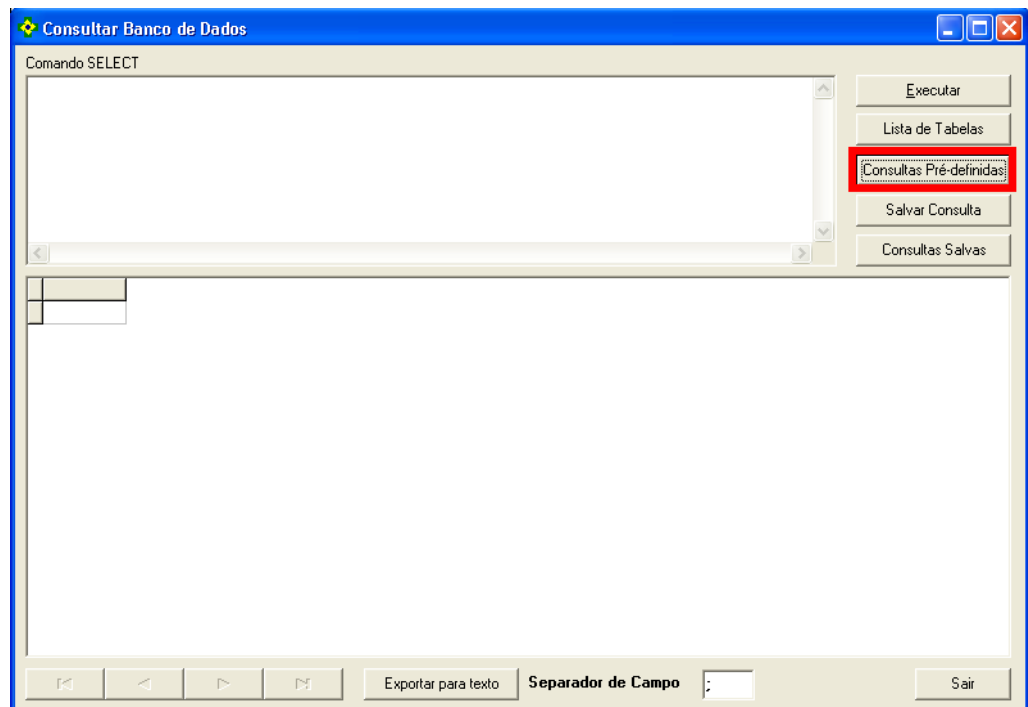 Consultar Banco de Dados
Comando SELECT
Executar
Lista de Tabelas
Consultas Pré-definidas
Salvar Consulta
Consultas Salvas
Exportar para texto
Separador de Campo
;
Sair